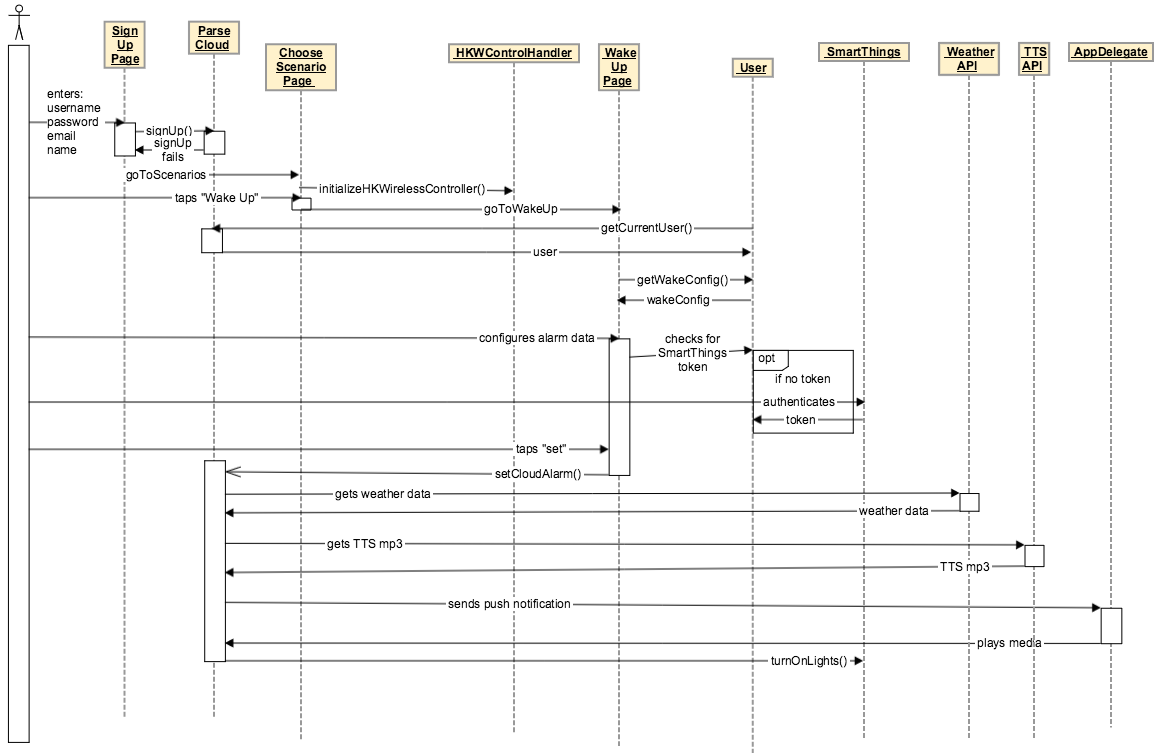 Sign
Up
Page
Parse
Cloud
Choose
Scenario
Page
HKWControlHandler
Wake
Up
Page
User
SmartThings
Weather
API
TTS
API
AppDelegate
enters:
username
password
email
name
signUp()
signUp
fails
goToScenarios
initializeHKWirelessController()
taps "Wake Up"
goToWakeUp
getCurrentUser()
user
getWakeConfig()
wakeConfig
configures alarm data
checks for
SmartThings
token
opt
if no token
authenticates
token
taps "set"
setCloudAlarm()
gets weather data
weather data
gets TTS mp3
TTS mp3
sends push notification
plays media
turnOnLights()